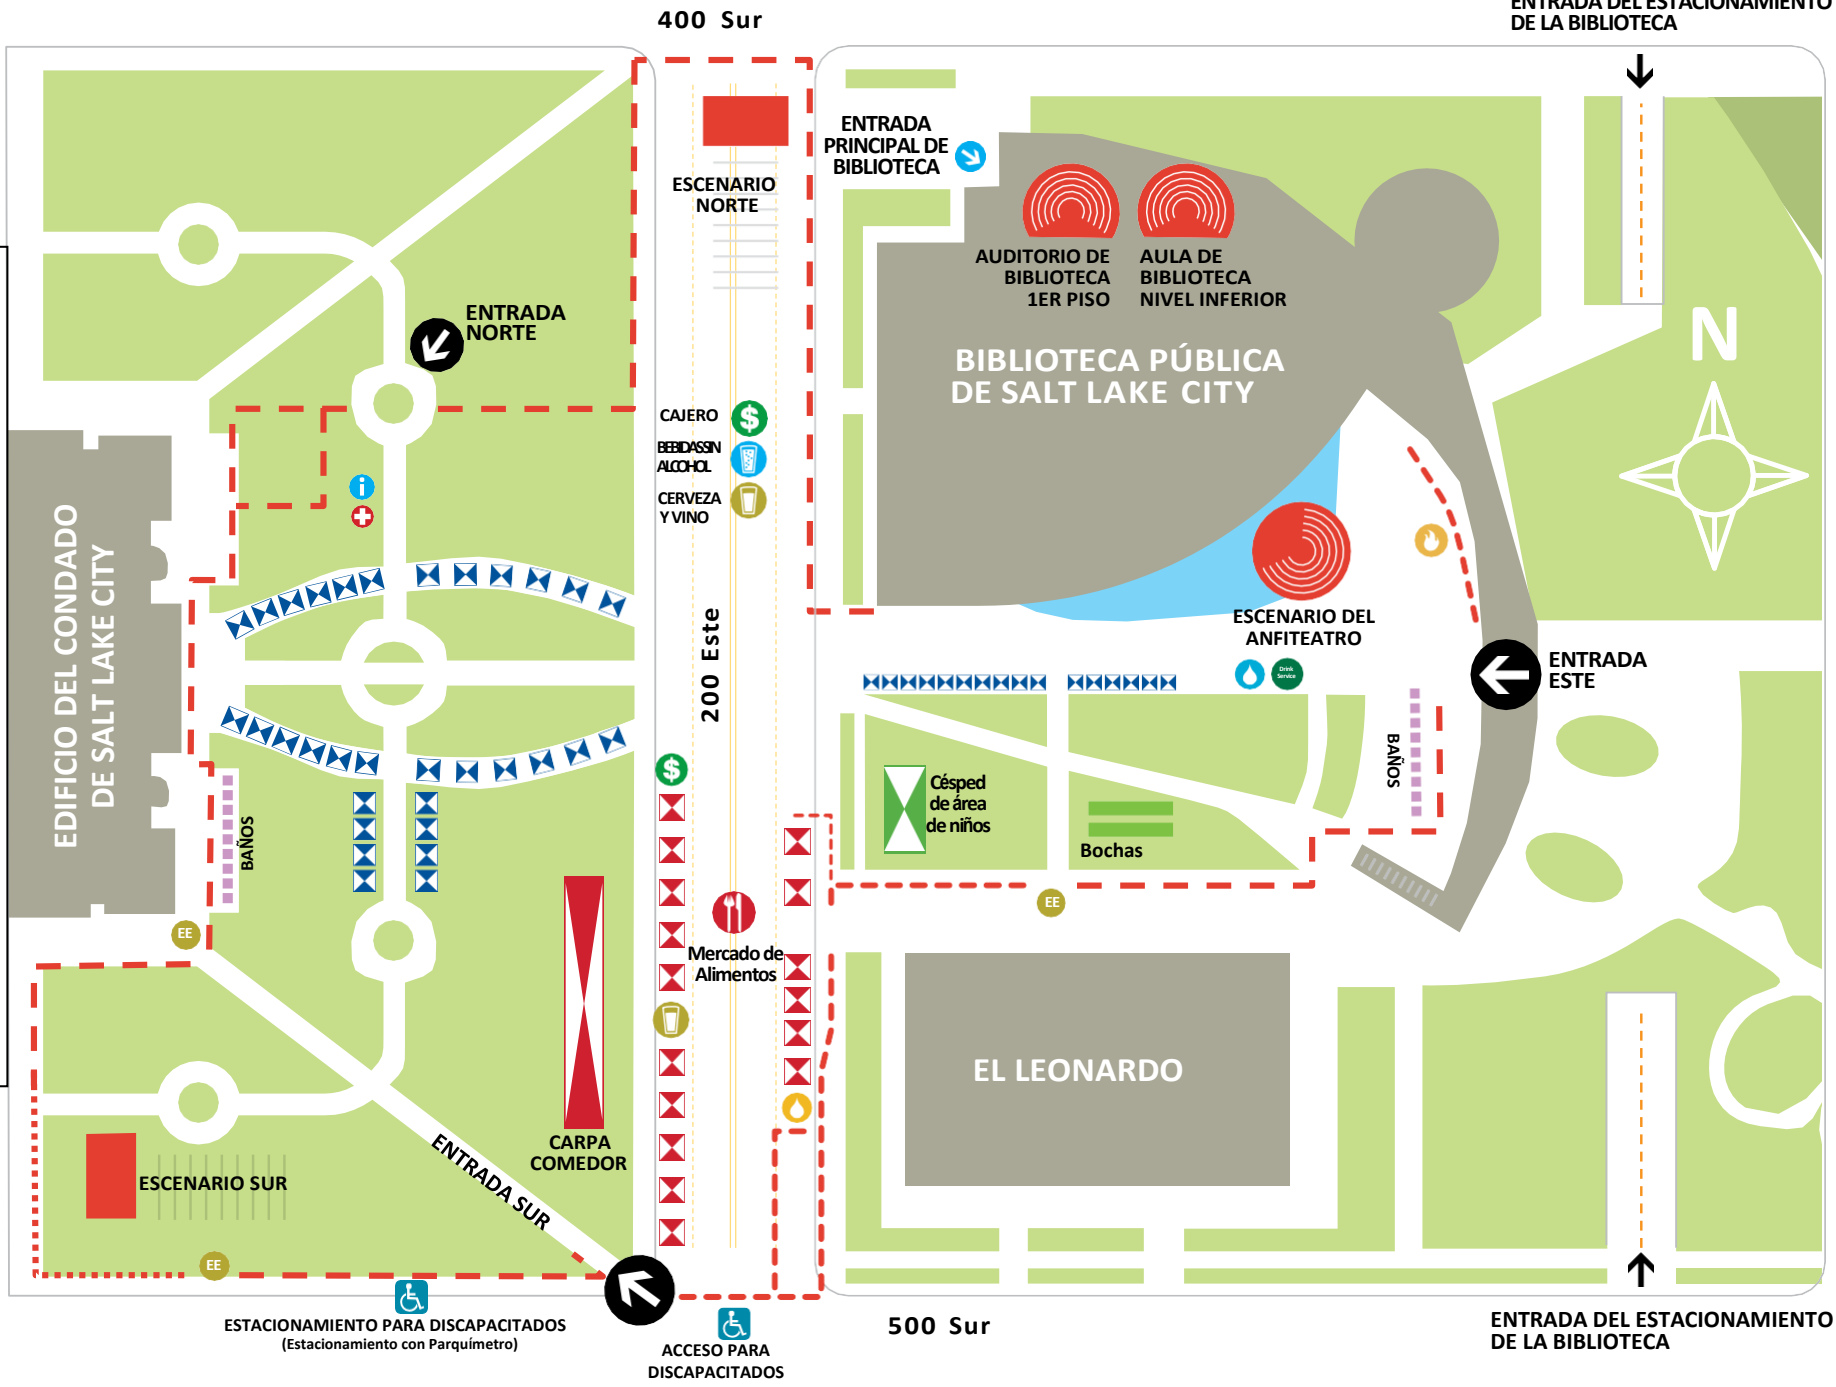 400 Sur
ENTRADA DEL ESTACIONAMIENTO
DE LA BIBLIOTECA
ENTRADA
PRINCIPAL DE
BIBLIOTECA
ESCENARIO
NORTE
AUDITORIO DE
BIBLIOTECA
1ER PISO
AULA DE
BIBLIOTECA
NIVEL INFERIOR
ENTRADA
NORTE
BIBLIOTECA PÚBLICA
DE SALT LAKE CITY
N
CAJERO
$
BEBIDAS SIN
ALCOHOL
CERVEZA
Y VINO
i
EDIFICIO DEL CONDADO
DE SALT LAKE CITY
200 Este
ESCENARIO DEL
ANFITEATRO
Drink
Service
ENTRADA
ESTE
BAÑOS
$
Césped
de área
de niños
Bochas
BAÑOS
EE
EE
Mercado de
Alimentos
EL LEONARDO
CARPA
COMEDOR
ENTRADA SUR
ESCENARIO SUR
EE
ESTACIONAMIENTO PARA DISCAPACITADOS
(Estacionamiento con Parquímetro)
ACCESO PARA
DISCAPACITADOS
500 Sur
ENTRADA DEL ESTACIONAMIENTO
DE LA BIBLIOTECA